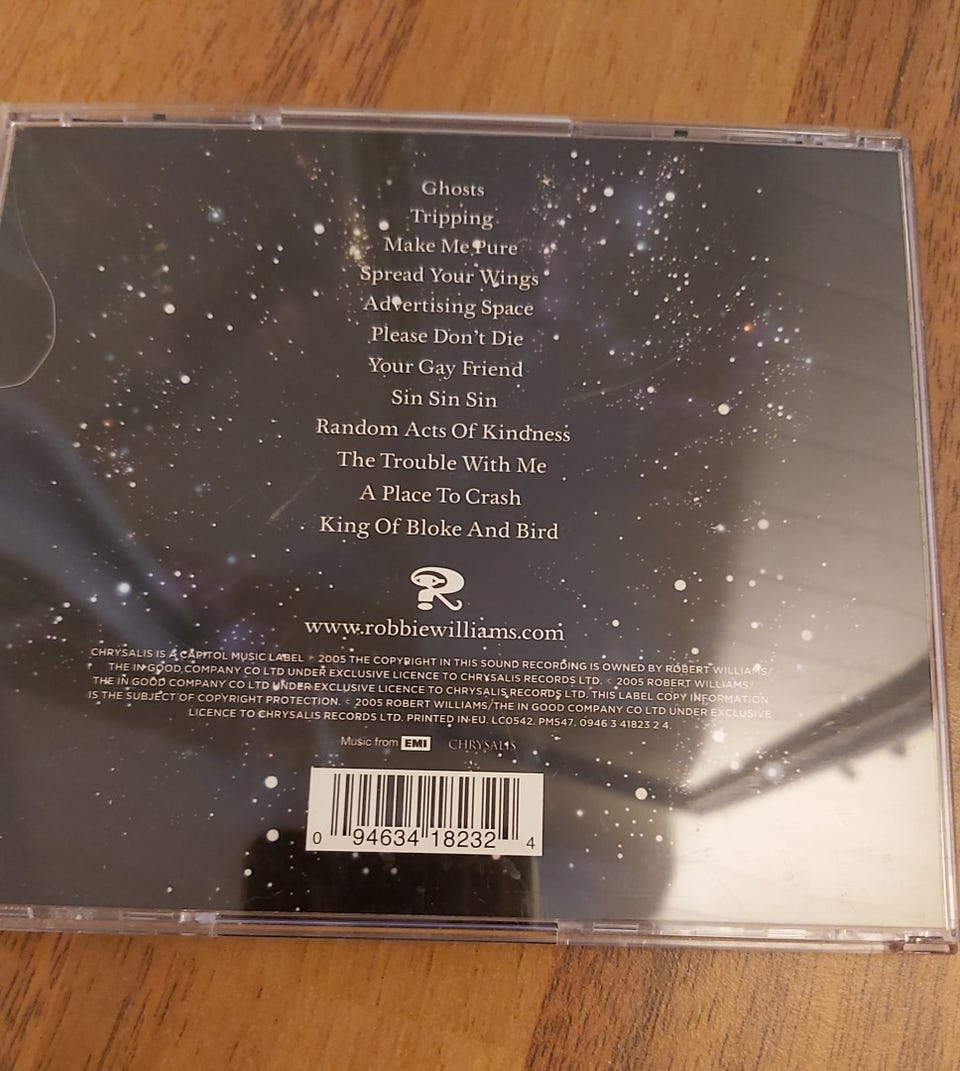 Ghosts
Tripping
Make Me Pure
Spread Your Wings
Advertising Space
Please Don't Die
Your Gay Friend
Sin Sin Sin
Random Acts Of Kindness
The Trouble With Me
A Place To Crash
King Of Bloke And Bird
www.robbiewilliams.com
CHRYSALIS IS A CAPITOL MUSIC LABEL ℗ 2005 THE COPYRIGHT IN THIS SOUND RECORDING IS OWNED BY ROBERT WILLIAMS/
THE IN GOOD COMPANY CO LTD UNDER EXCLUSIVE LICENCE TO CHRYSALIS RECORDS LTD. © 2005 ROBERT WILLIAMS/
THE IN GOOD COMPANY CO LTD UNDER EXCLUSIVE LICENCE TO CHRYSALIS RECORDS LTD. THIS LABEL COPY INFORMATION
IS THE SUBJECT OF COPYRIGHT PROTECTION. © 2005 ROBERT WILLIAMS/THE IN GOOD COMPANY CO LTD UNDER EXCLUSIVE
LICENCE TO CHRYSALIS RECORDS LTD. PRINTED IN EU. LC0542. PM547. 0946 3 41823 2 4.
Music from EMI CHRYSALIS
0 94634 18232 4